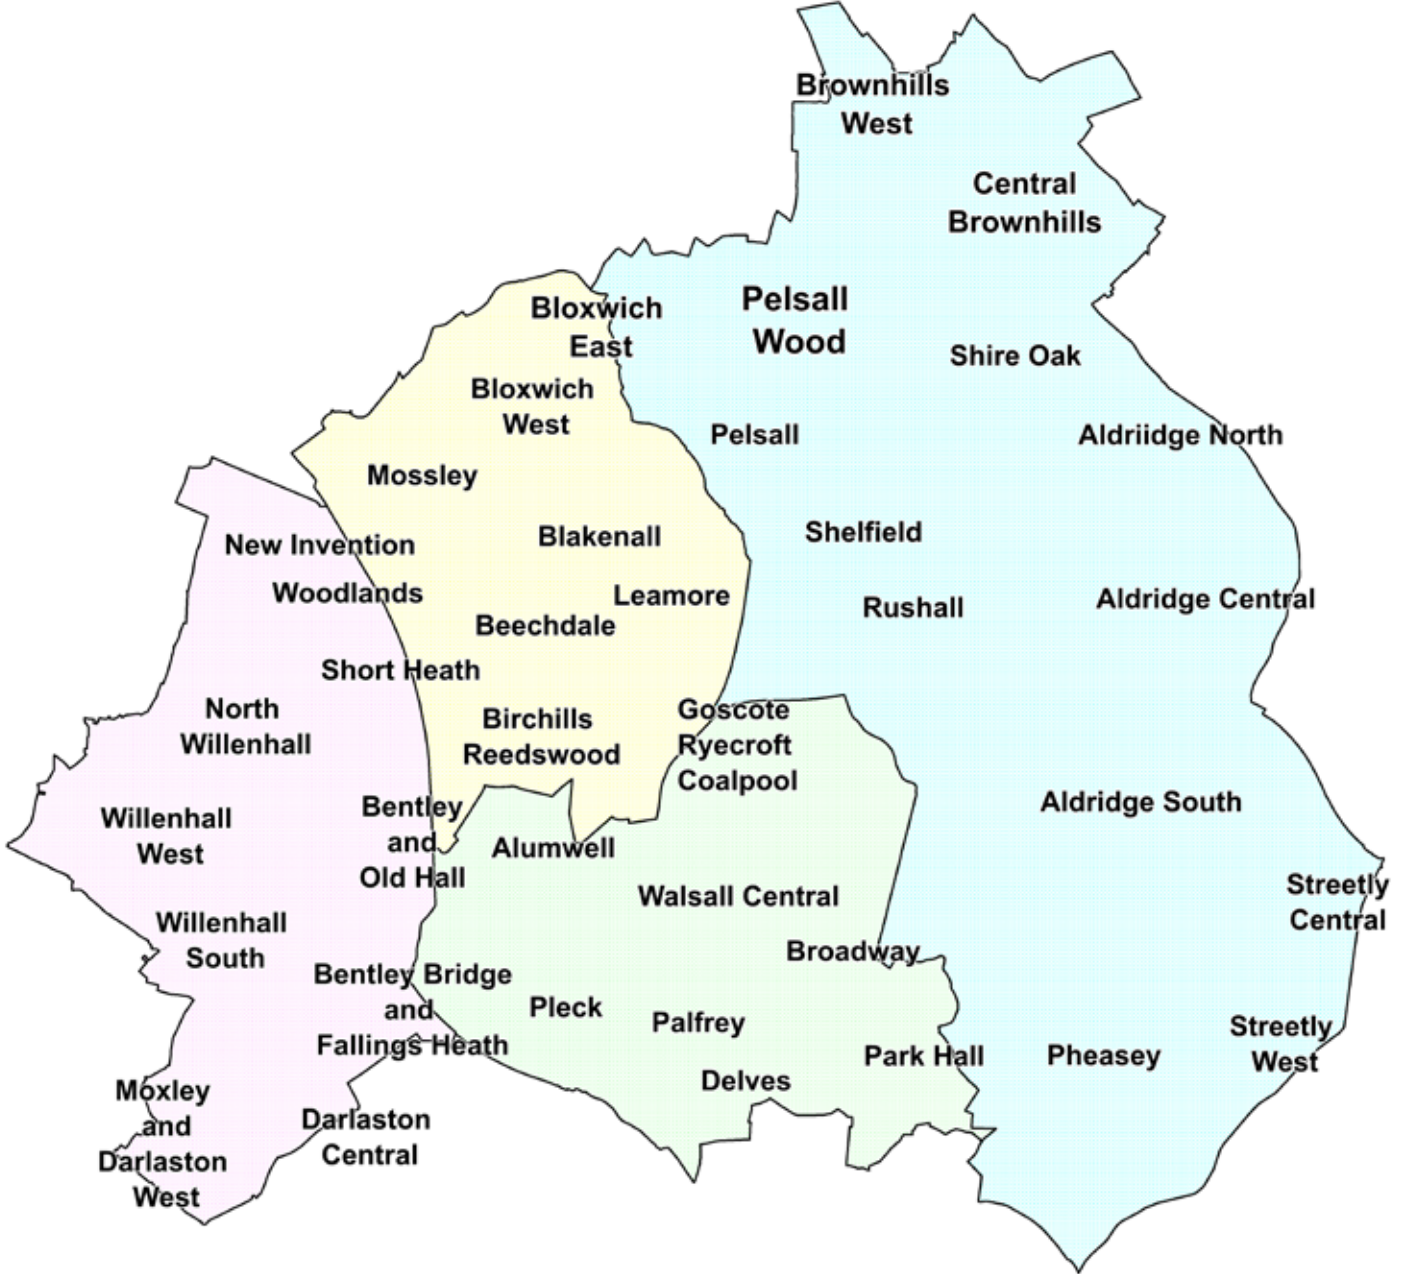 Brownhills
West
Central
Brownhills
Bloxwich
East
Pelsall
Wood
Shire Oak
Bloxwich
West
Pelsall
Aldriidge North
Mossley
New Invention
Blakenall
Shelfield
Woodlands
Leamore
Rushall
Aldridge Central
Beechdale
Short Heath
North
Willenhall
Birchills
Reedswood
Goscote
Ryecroft
Coalpool
Willenhall
West
Bentley
and
Old Hall
Alumwell
Aldridge South
Walsall Central
Streetly
Central
Willenhall
South
Broadway
Bentley Bridge
and
Fallings Heath
Pleck
Palfrey
Park Hall
Pheasey
Streetly
West
Delves
Moxley
and
Darlaston
West
Darlaston
Central